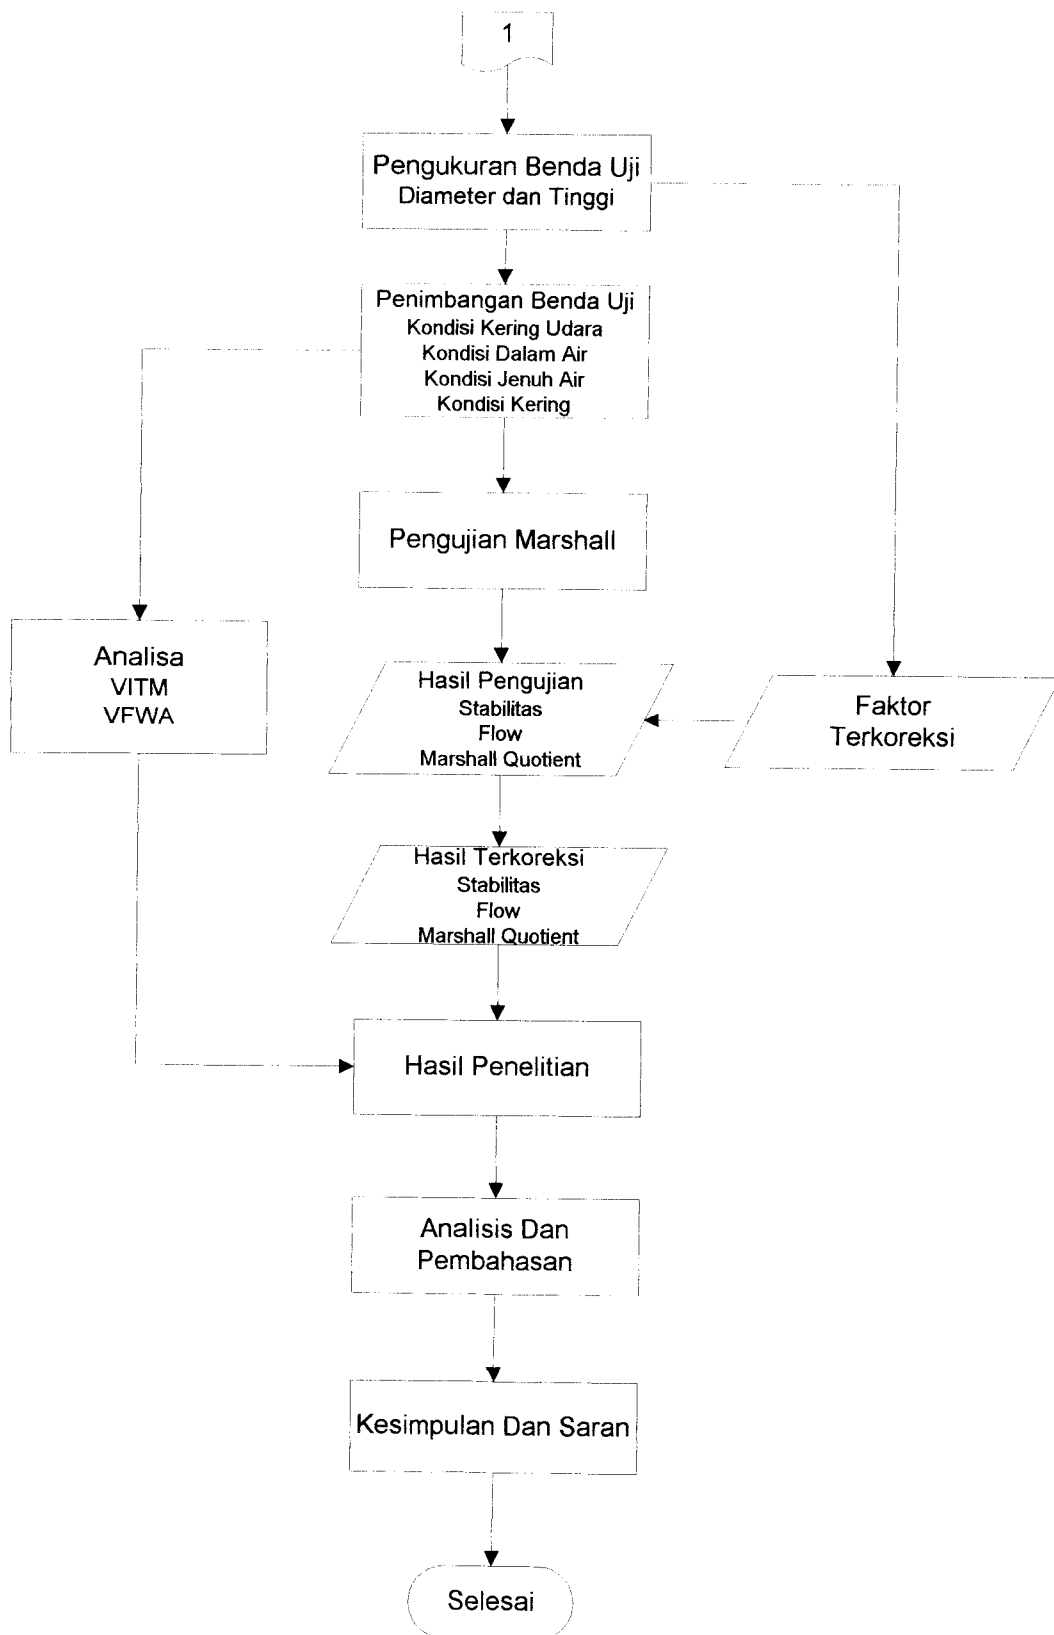 1
Pengukuran Benda Uji
Diameter dan Tinggi
Penimbangan Benda Uji
Kondisi Kering Udara
Kondisi Dalam Air
Kondisi Jenuh Air
Kondisi Kering
Pengujian Marshall
Analisa
VITM
VFWA
Hasil Pengujian
Stabilitas
Flow
Marshall Quotient
Faktor
Terkoreksi
Hasil Terkoreksi
Stabilitas
Flow
Marshall Quotient
Hasil Penelitian
Analisis Dan
Pembahasan
Kesimpulan Dan Saran
Selesai